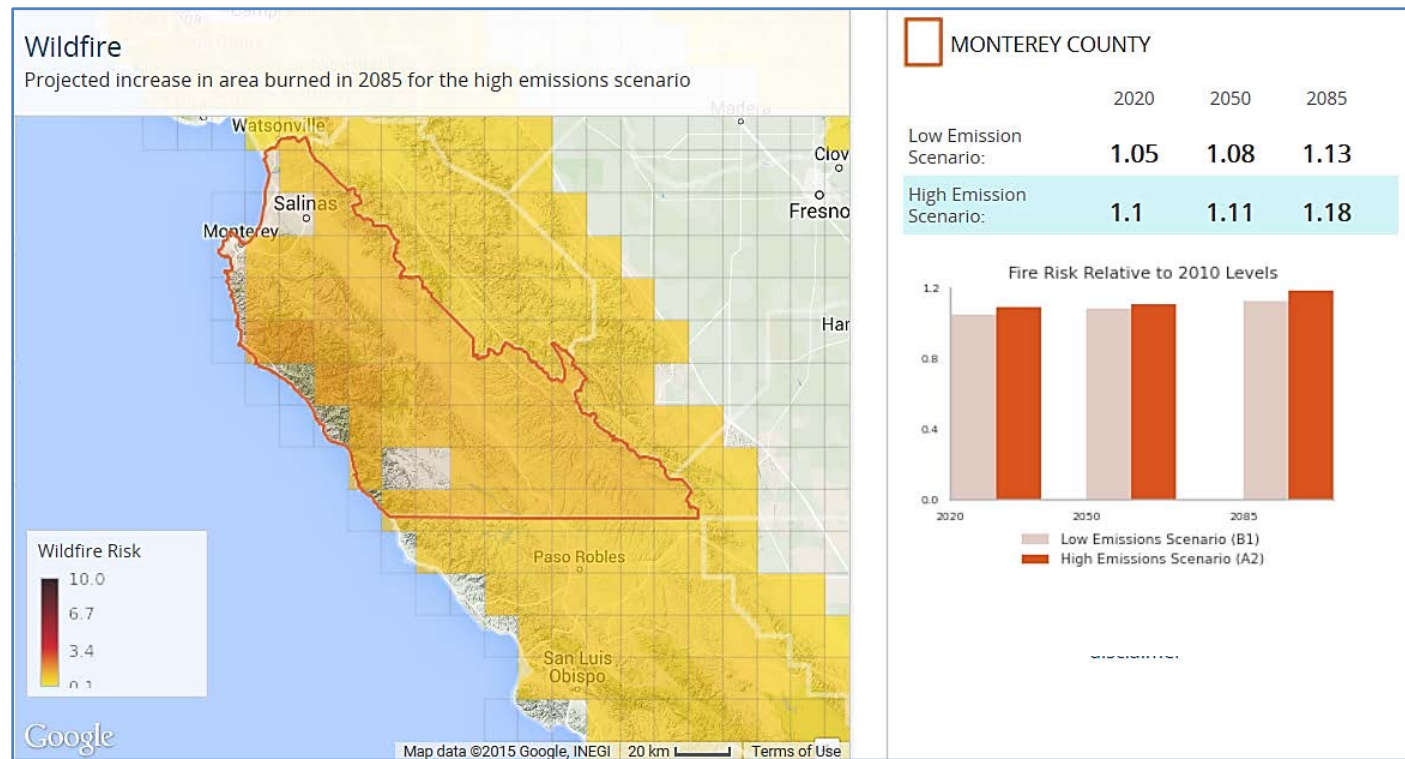 Wildfire
Projected increase in area burned in 2085 for the high emissions scenario
Madera
Watsonville
Clov
Salinas
Fresno
Monterey
Har
Paso Robles
San Luis
Obispo
Wildfire Risk
10.0
6.7
3.4
0.1
Google
Map data ©2015 Google, INEGI 20 km Terms of Use
MONTEREY COUNTY
2020 2050 2085
Low Emission
Scenario: 1.05 1.08 1.13
High Emission
Scenario: 1.1 1.11 1.18
Fire Risk Relative to 2010 Levels
1.2
0.8
0.4
0.0
2020 2050 2085
Low Emissions Scenario (B1)
High Emissions Scenario (A2)